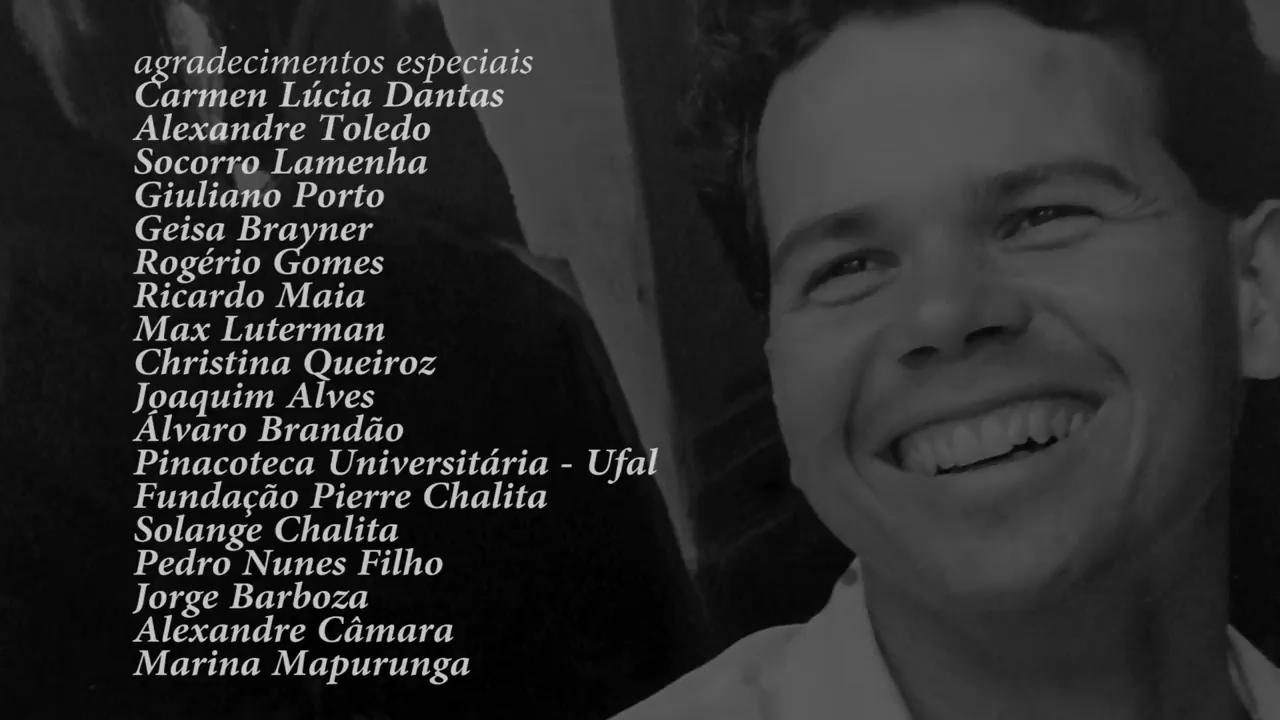 agradecimentos especiais
Carmen Lúcia Dantas
Alexandre Toledo
Socorro Lamenha
Giuliano Porto
Geisa Brayner
Rogério Gomes
Ricardo Maia
Max Luterman
Christina Queiroz
Joaquim Alves
Álvaro Brandão
Pinacoteca Universitária - Ufal
Fundação Pierre Chalita
Solange Chalita
Pedro Nunes Filho
Jorge Barboza
Alexandre Câmara
Marina Mapurunga